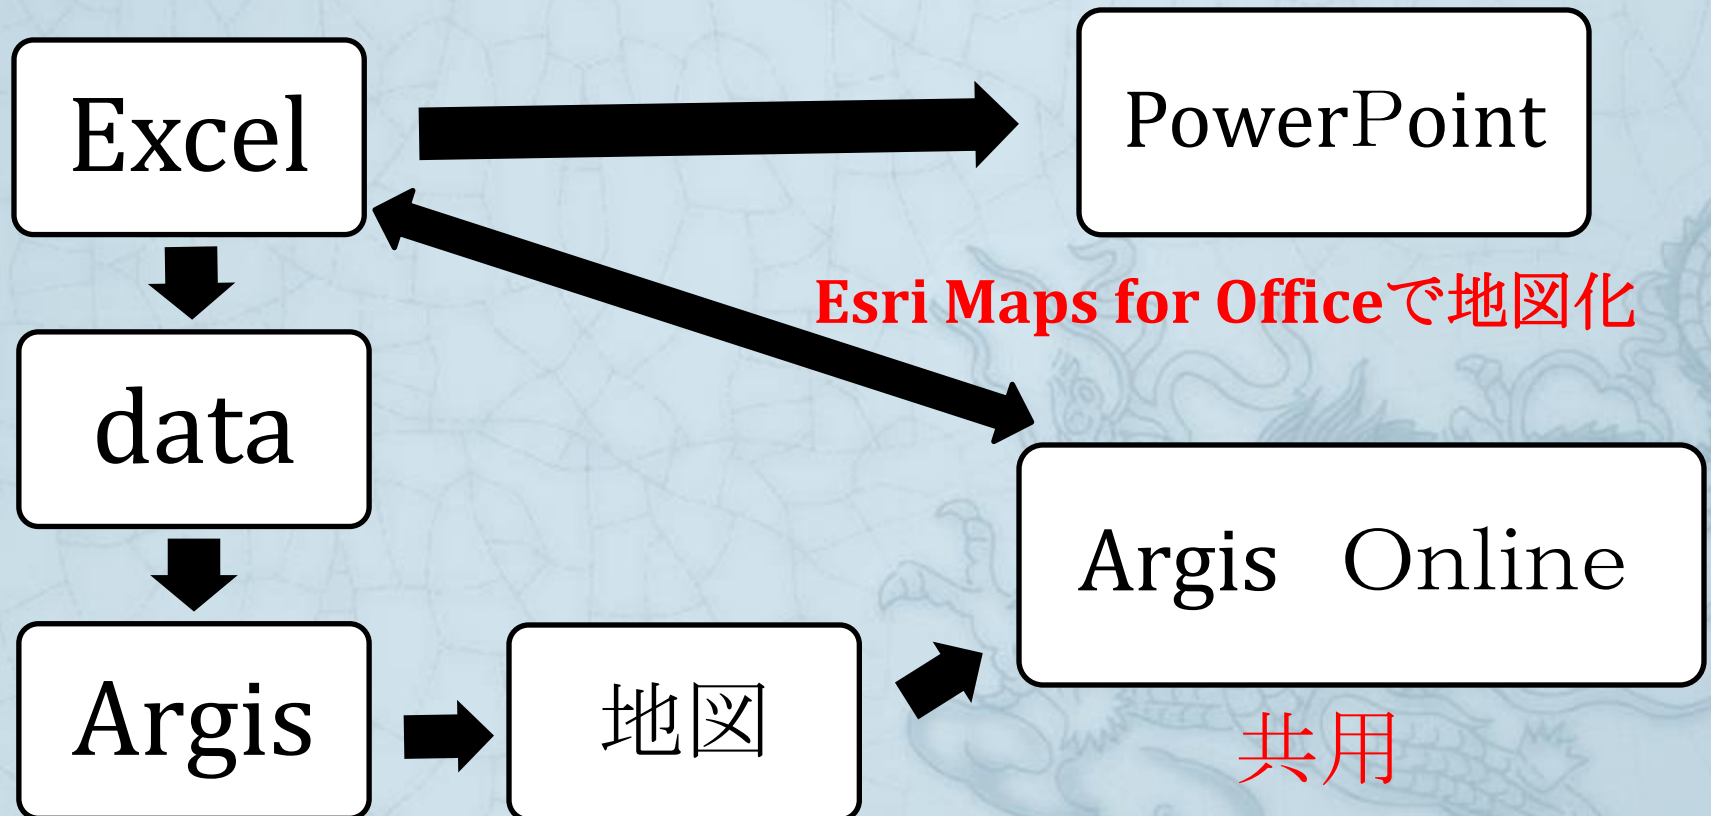 Excel
PowerPoint
Esri Maps for Officeで地図化
data
Argis　Online
Argis
地図
共用